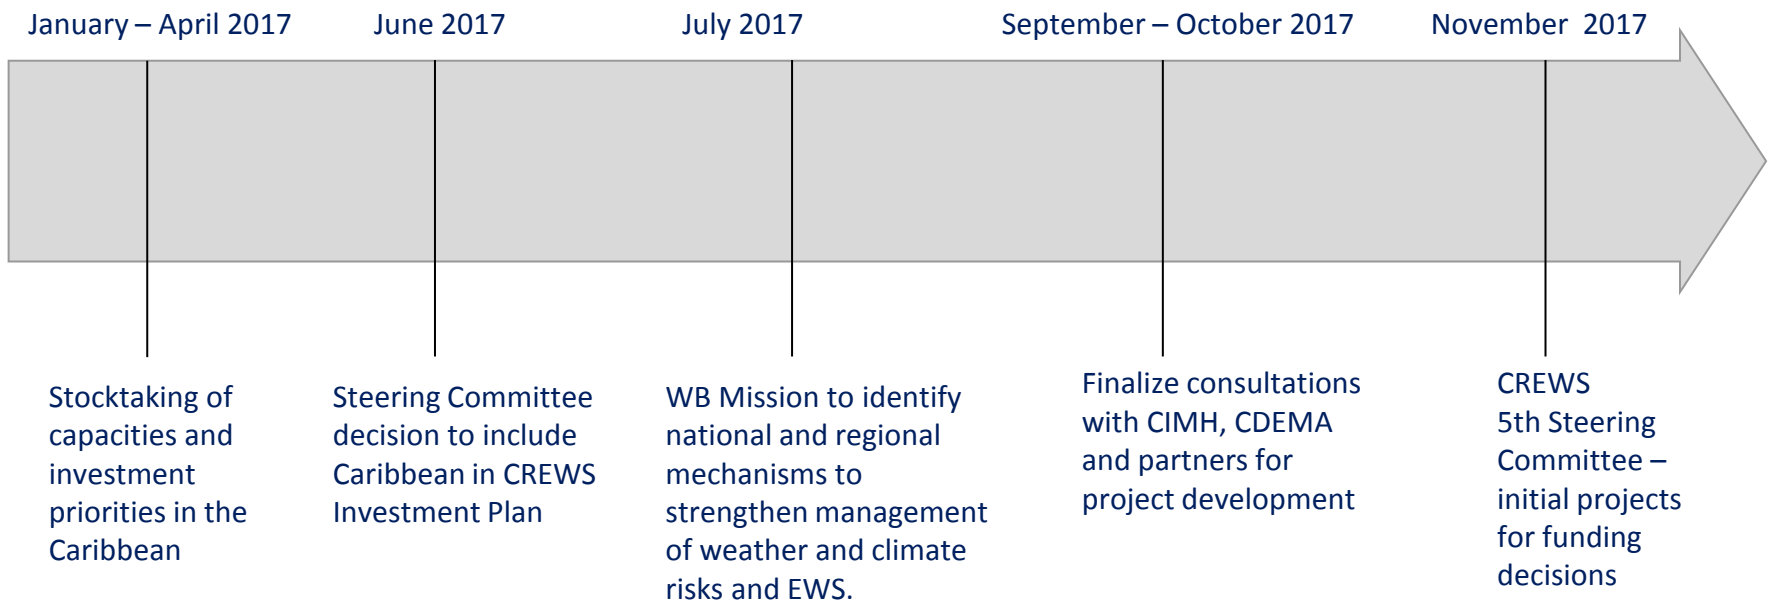 January – April 2017
June 2017
July 2017
September – October 2017
November 2017
Stocktaking of
capacities and
investment
priorities in the
Caribbean
Steering Committee
decision to include
Caribbean in CREWS
Investment Plan
WB Mission to identify
national and regional
mechanisms to
strengthen management
of weather and climate
risks and EWS.
Finalize consultations
with CIMH, CDEMA
and partners for
project development
CREWS
5th Steering
Committee –
initial projects
for funding
decisions